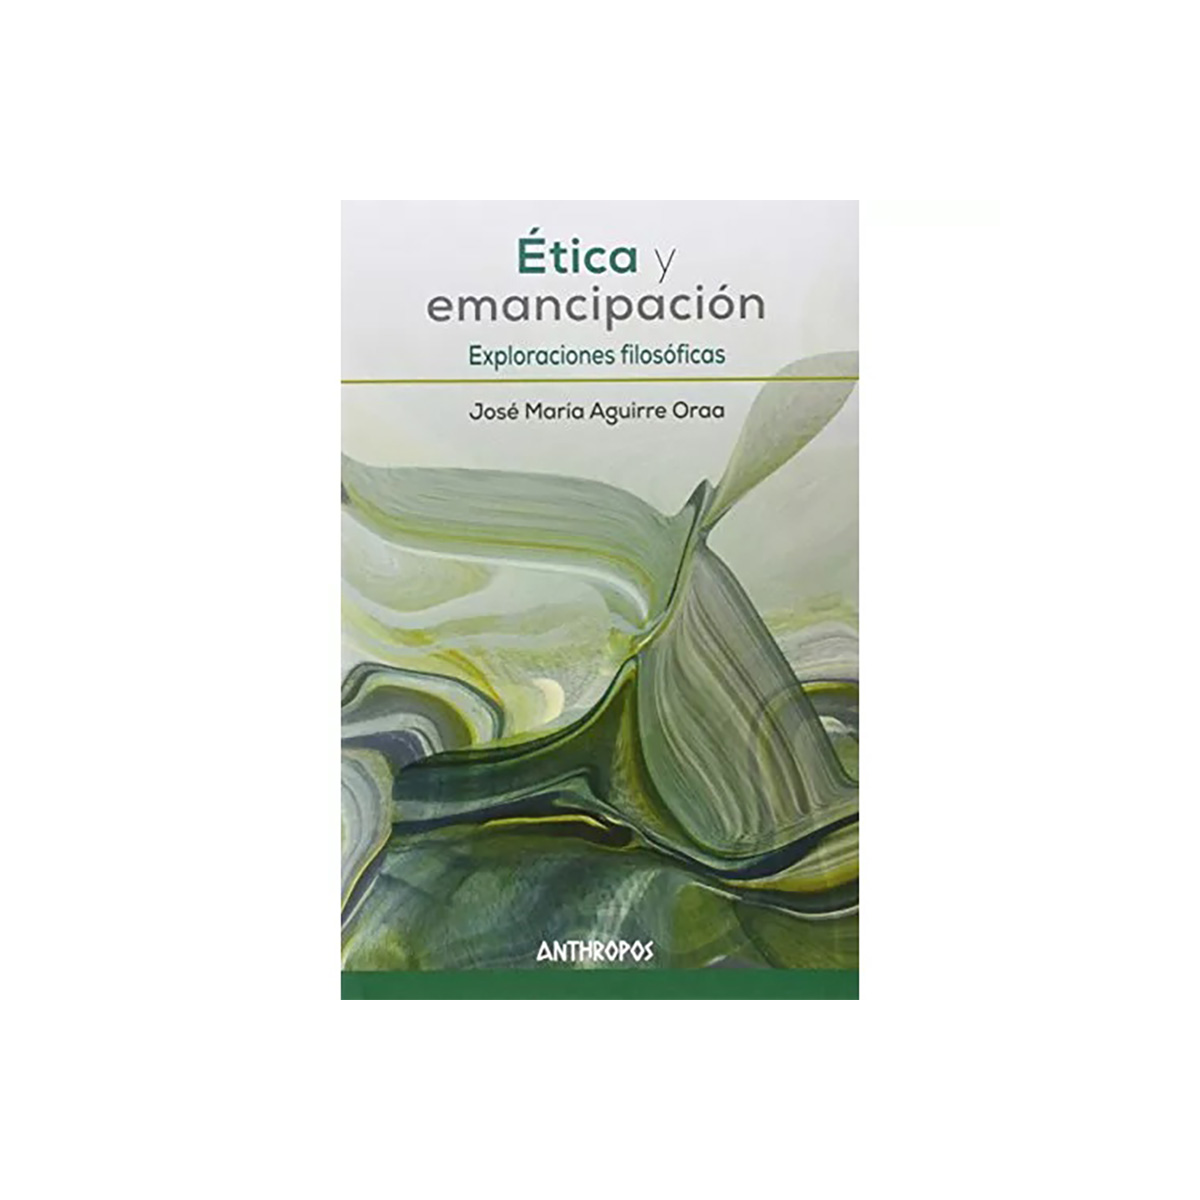 Ética y
emancipación
Exploraciones filosóficas
José María Aguirre Oraa
ANTHROPOS